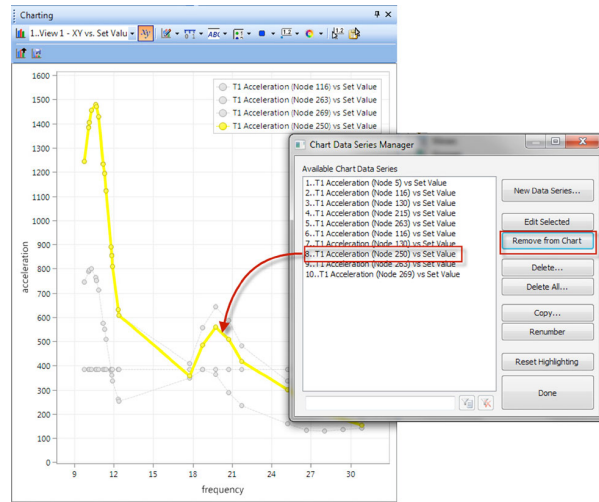 Charting
1..View 1 - XY vs. Set Valu
1600
1500
1400
1300
1200
1100
1000
900
800
700
600
500
400
300
200
100
0
acceleration
9 12 15 18 21 24 27 30
frequency
T1 Acceleration (Node 116) vs Set Value
T1 Acceleration (Node 263) vs Set Value
T1 Acceleration (Node 269) vs Set Value
T1 Acceleration (Node 250) vs Set Value
Chart Data Series Manager
Available Chart Data Series
1..T1 Acceleration (Node 5) vs Set Value
2..T1 Acceleration (Node 116) vs Set Value
3..T1 Acceleration (Node 130) vs Set Value
4..T1 Acceleration (Node 215) vs Set Value
5..T1 Acceleration (Node 263) vs Set Value
6..T1 Acceleration (Node 116) vs Set Value
7..T1 Acceleration (Node 130) vs Set Value
8..T1 Acceleration (Node 250) vs Set Value
9..T1 Acceleration (Node 263) vs Set Value
10..T1 Acceleration (Node 269) vs Set Value
New Data Series...
Edit Selected
Remove from Chart
Delete...
Delete All...
Copy...
Renumber
Reset Highlighting
Done